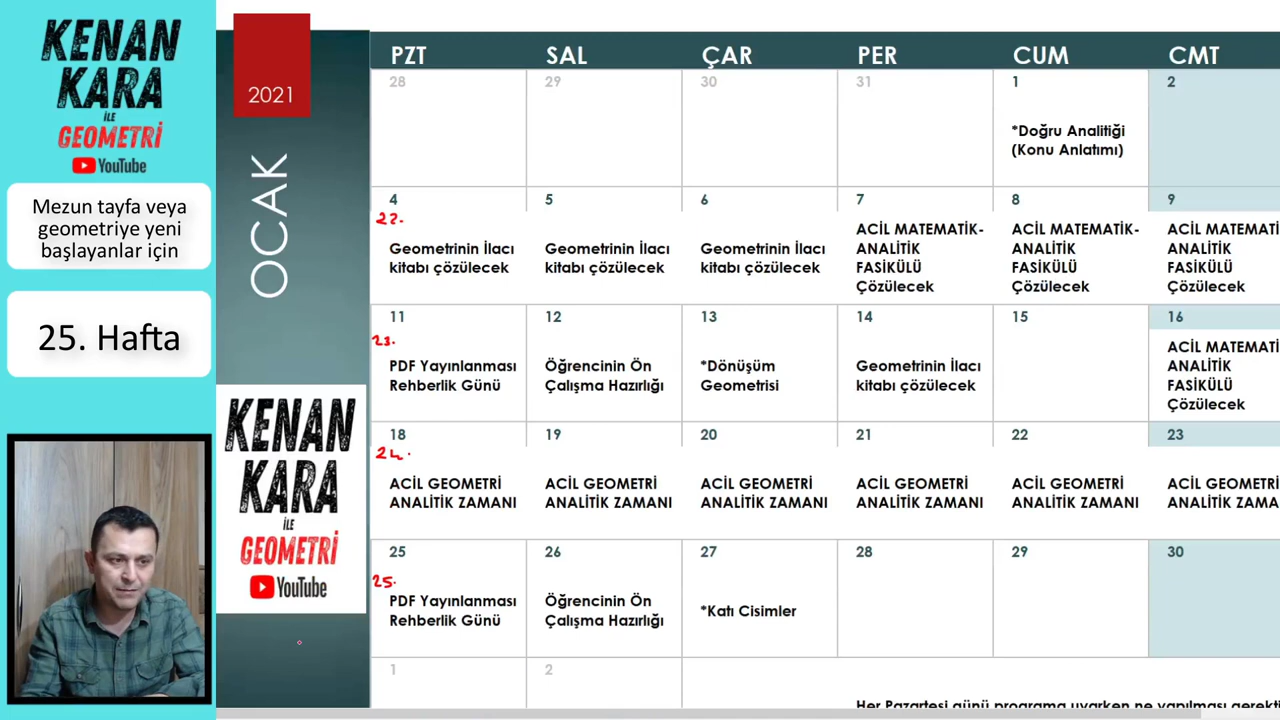 KENAN
KARA
İLE
GEOMETRİ
YouTube
Mezun tayfa veya
geometriye yeni
başlayanlar için
25. Hafta
2021
OCAK
KENAN
KARA
İLE
GEOMETRİ
YouTube
PZT SAL ÇAR PER CUM CMT
28 29 30 31 1 2
*Doğru Analitiği
(Konu Anlatımı)
4 5 6 7 8 9
22.
Geometrinin İlacı
kitabı çözülecek
Geometrinin İlacı
kitabı çözülecek
Geometrinin İlacı
kitabı çözülecek
ACİL MATEMATİK-
ANALİTİK
FASİKÜLÜ
Çözülecek
ACİL MATEMATİK-
ANALİTİK
FASİKÜLÜ
Çözülecek
ACİL MATEMATİ
ANALİTİK
FASİKÜLÜ
Çözülecek
11 12 13 14 15 16
23.
PDF Yayınlanması
Rehberlik Günü
Öğrencinin Ön
Çalışma Hazırlığı
*Dönüşüm
Geometrisi
Geometrinin İlacı
kitabı çözülecek
ACİL MATEMATİ
ANALİTİK
FASİKÜLÜ
Çözülecek
18 19 20 21 22 23
24.
ACİL GEOMETRİ
ANALİTİK ZAMANI
ACİL GEOMETRİ
ANALİTİK ZAMANI
ACİL GEOMETRİ
ANALİTİK ZAMANI
ACİL GEOMETRİ
ANALİTİK ZAMANI
ACİL GEOMETRİ
ANALİTİK ZAMANI
ACİL GEOMETRİ
ANALİTİK ZAMA
25 26 27 28 29 30
25.
PDF Yayınlanması
Rehberlik Günü
Öğrencinin Ön
Çalışma Hazırlığı
*Katı Cisimler
1 2
Her Pazartesi günü programa uyarken ne yapılması gerekti